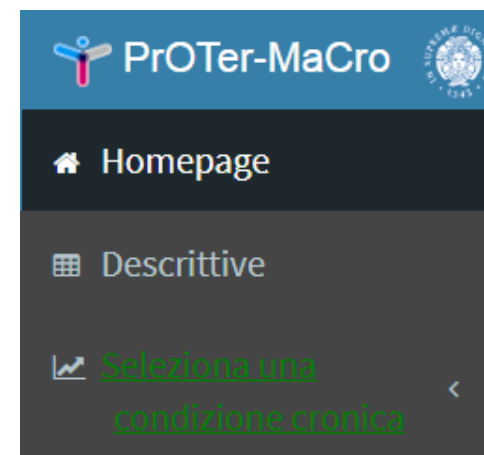 PrOTer-MaCro
Homepage
Descrittive
Seleziona una
condizione cronica